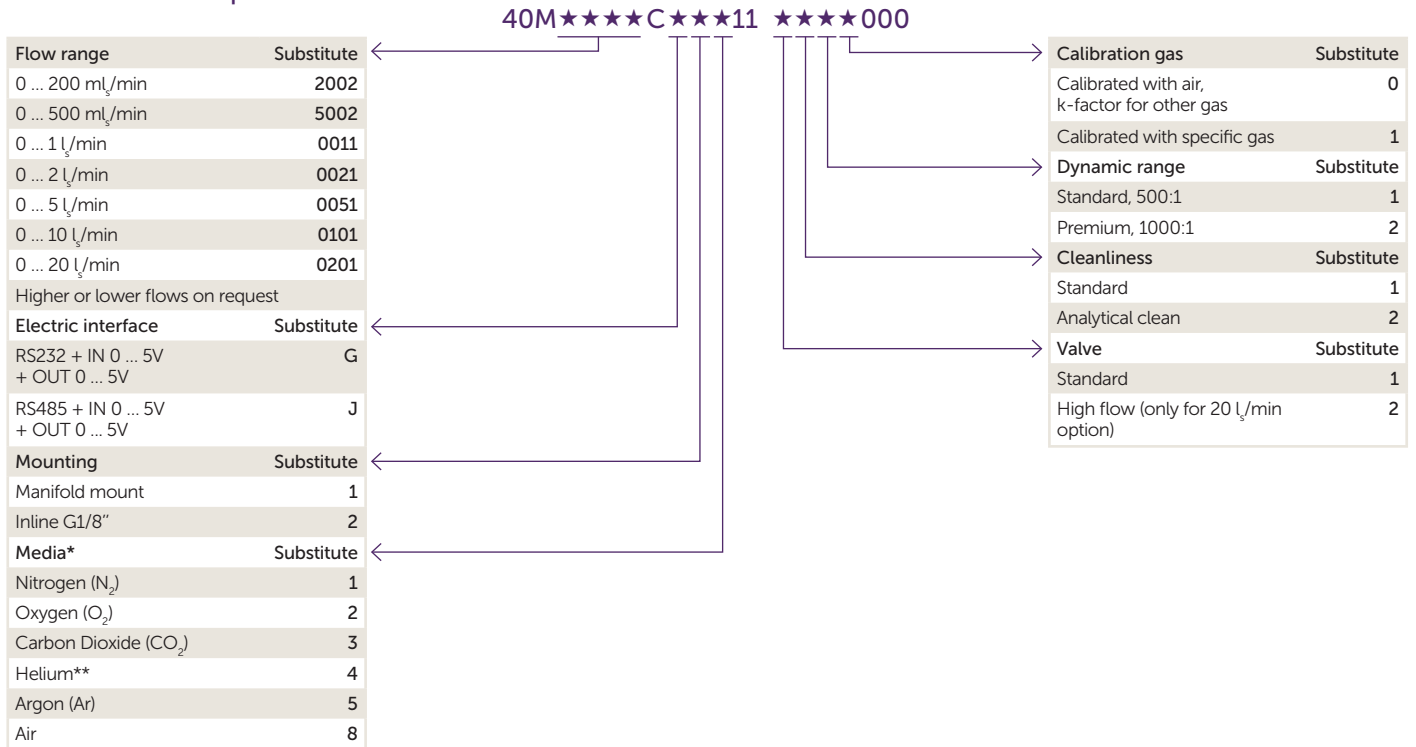 40M★★★★C★★★11 ★★★★000
Flow range Substitute
0 ... 200 mlₛ/min 2002
0 ... 500 mlₛ/min 5002
0 ... 1 lₛ/min 0011
0 ... 2 lₛ/min 0021
0 ... 5 lₛ/min 0051
0 ... 10 lₛ/min 0101
0 ... 20 lₛ/min 0201
Higher or lower flows on request
Electric interface Substitute
RS232 + IN 0 ... 5V G
+ OUT 0 ... 5V
RS485 + IN 0 ... 5V J
+ OUT 0 ... 5V
Mounting Substitute
Manifold mount 1
Inline G1/8″ 2
Media* Substitute
Nitrogen (N₂) 1
Oxygen (O₂) 2
Carbon Dioxide (CO₂) 3
Helium** 4
Argon (Ar) 5
Air 8
Calibration gas Substitute
Calibrated with air, 0
k-factor for other gas
Calibrated with specific gas 1
Dynamic range Substitute
Standard, 500:1 1
Premium, 1000:1 2
Cleanliness Substitute
Standard 1
Analytical clean 2
Valve Substitute
Standard 1
High flow (only for 20 lₛ/min 2
option)